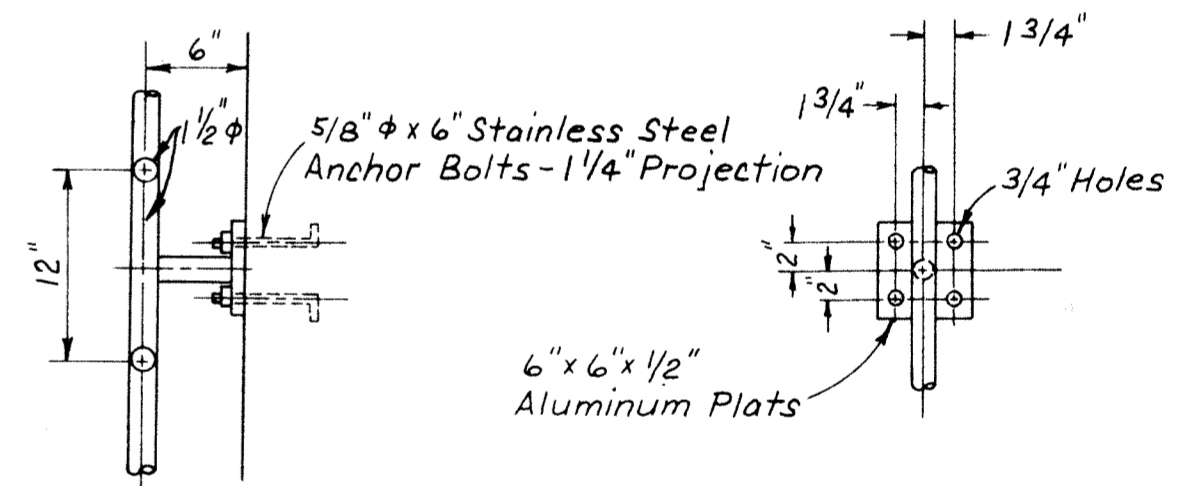 6"
1 1/2" φ
12"
5/8" φ x 6" Stainless Steel
Anchor Bolts - 1 1/4" Projection
1 3/4"
1 3/4"
3/4" Holes
2"
2"
6" x 6" x 1/2"
Aluminum Plats